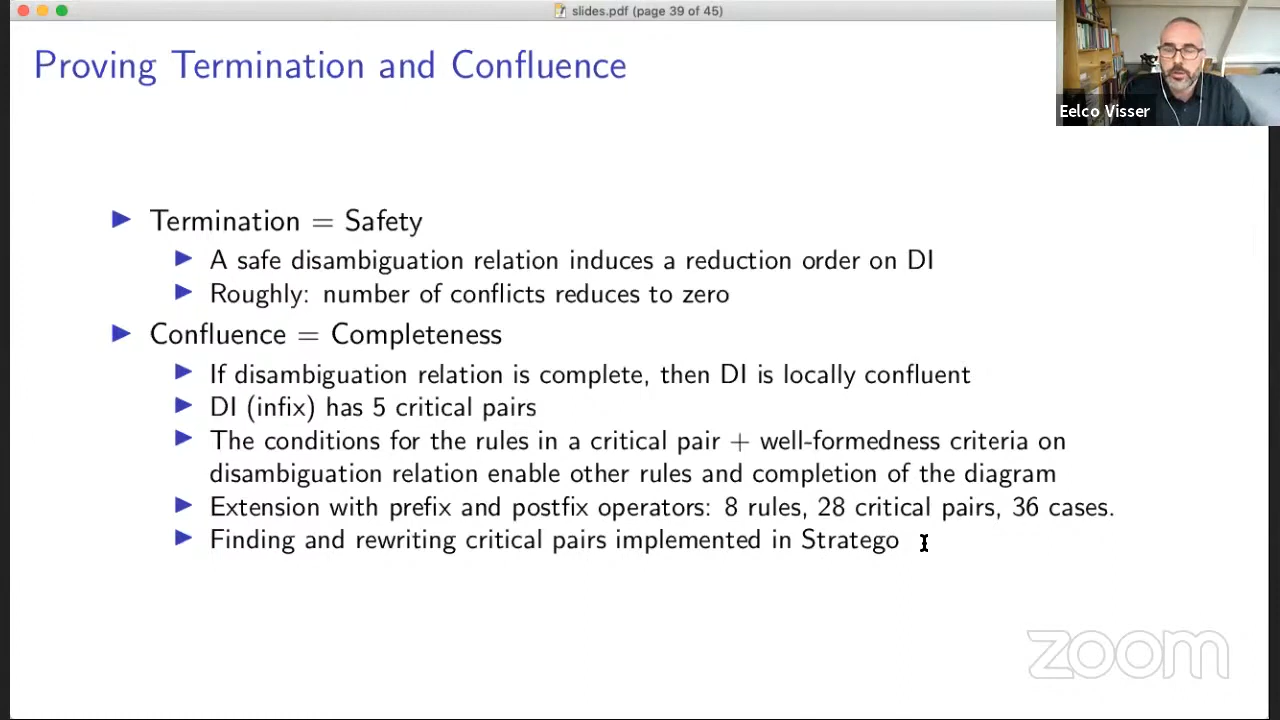 slides.pdf (page 39 of 45)
Proving Termination and Confluence
Eelco Visser
▶ Termination = Safety
▶ A safe disambiguation relation induces a reduction order on DI
▶ Roughly: number of conflicts reduces to zero
▶ Confluence = Completeness
▶ If disambiguation relation is complete, then DI is locally confluent
▶ DI (infix) has 5 critical pairs
▶ The conditions for the rules in a critical pair + well-formedness criteria on
disambiguation relation enable other rules and completion of the diagram
▶ Extension with prefix and postfix operators: 8 rules, 28 critical pairs, 36 cases.
▶ Finding and rewriting critical pairs implemented in Stratego
zoom